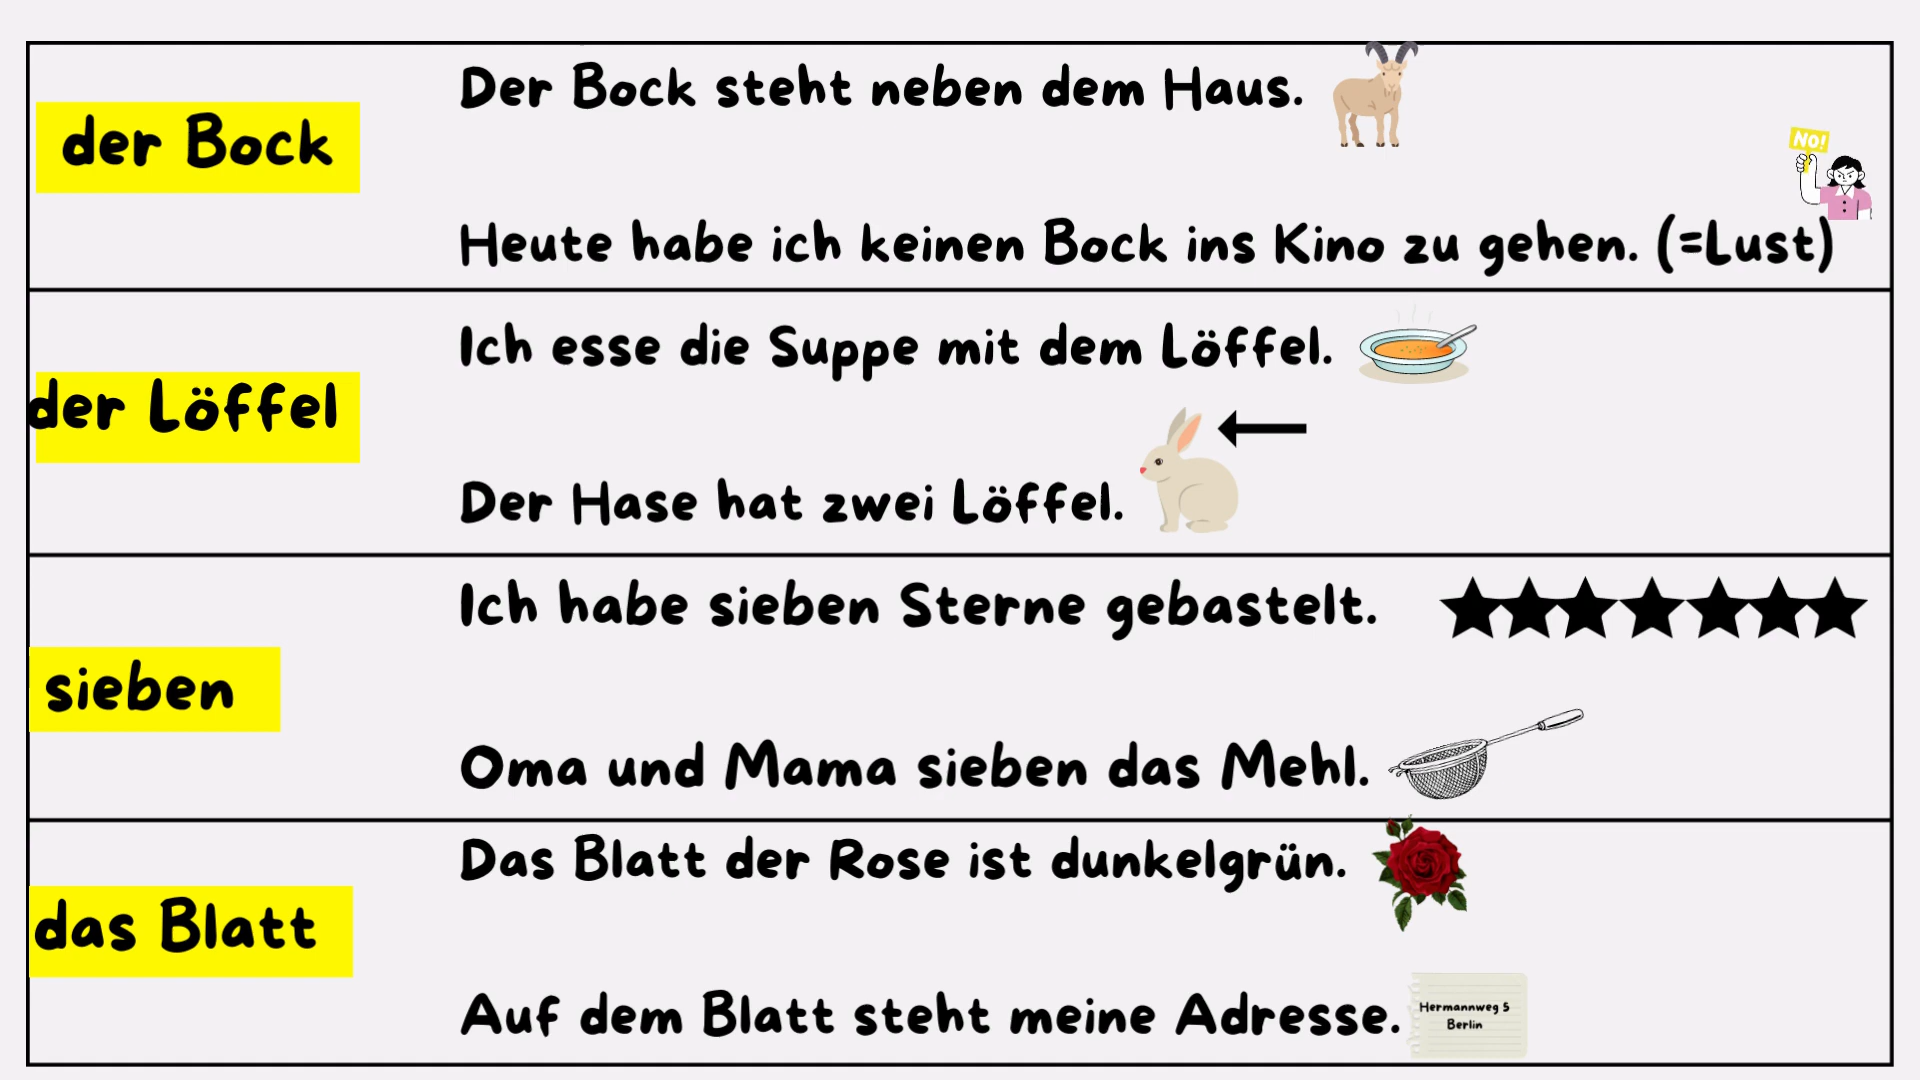 der Bock
Der Bock steht neben dem Haus.
NO!
Heute habe ich keinen Bock ins Kino zu gehen. (=Lust)
der Löffel
Ich esse die Suppe mit dem Löffel.
Der Hase hat zwei Löffel.
sieben
Ich habe sieben Sterne gebastelt.
Oma und Mama sieben das Mehl.
das Blatt
Das Blatt der Rose ist dunkelgrün.
Auf dem Blatt steht meine Adresse.
Hermannweg 5
Berlin